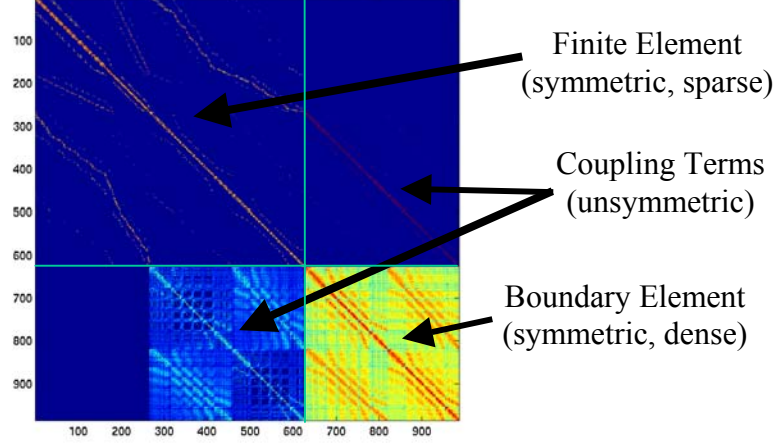 Finite Element
(symmetric, sparse)
Coupling Terms
(unsymmetric)
Boundary Element
(symmetric, dense)
100
200
300
400
500
600
700
800
900
100 200 300 400 500 600 700 800 900